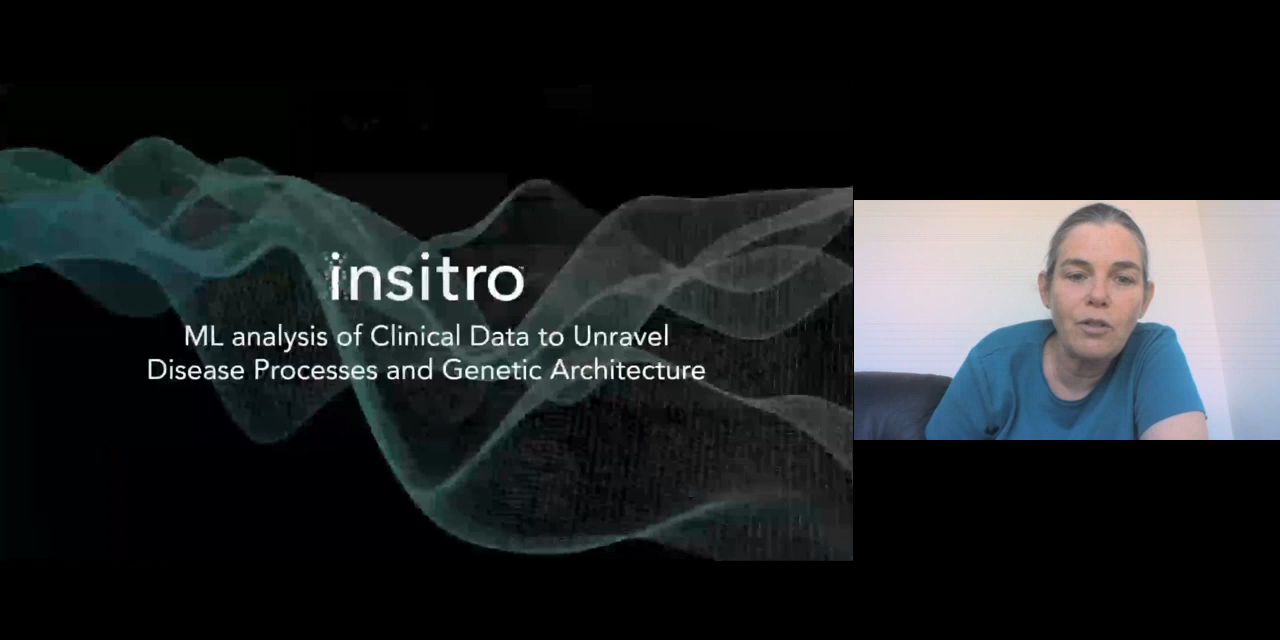 insitro
ML analysis of Clinical Data to Unravel
Disease Processes and Genetic Architecture